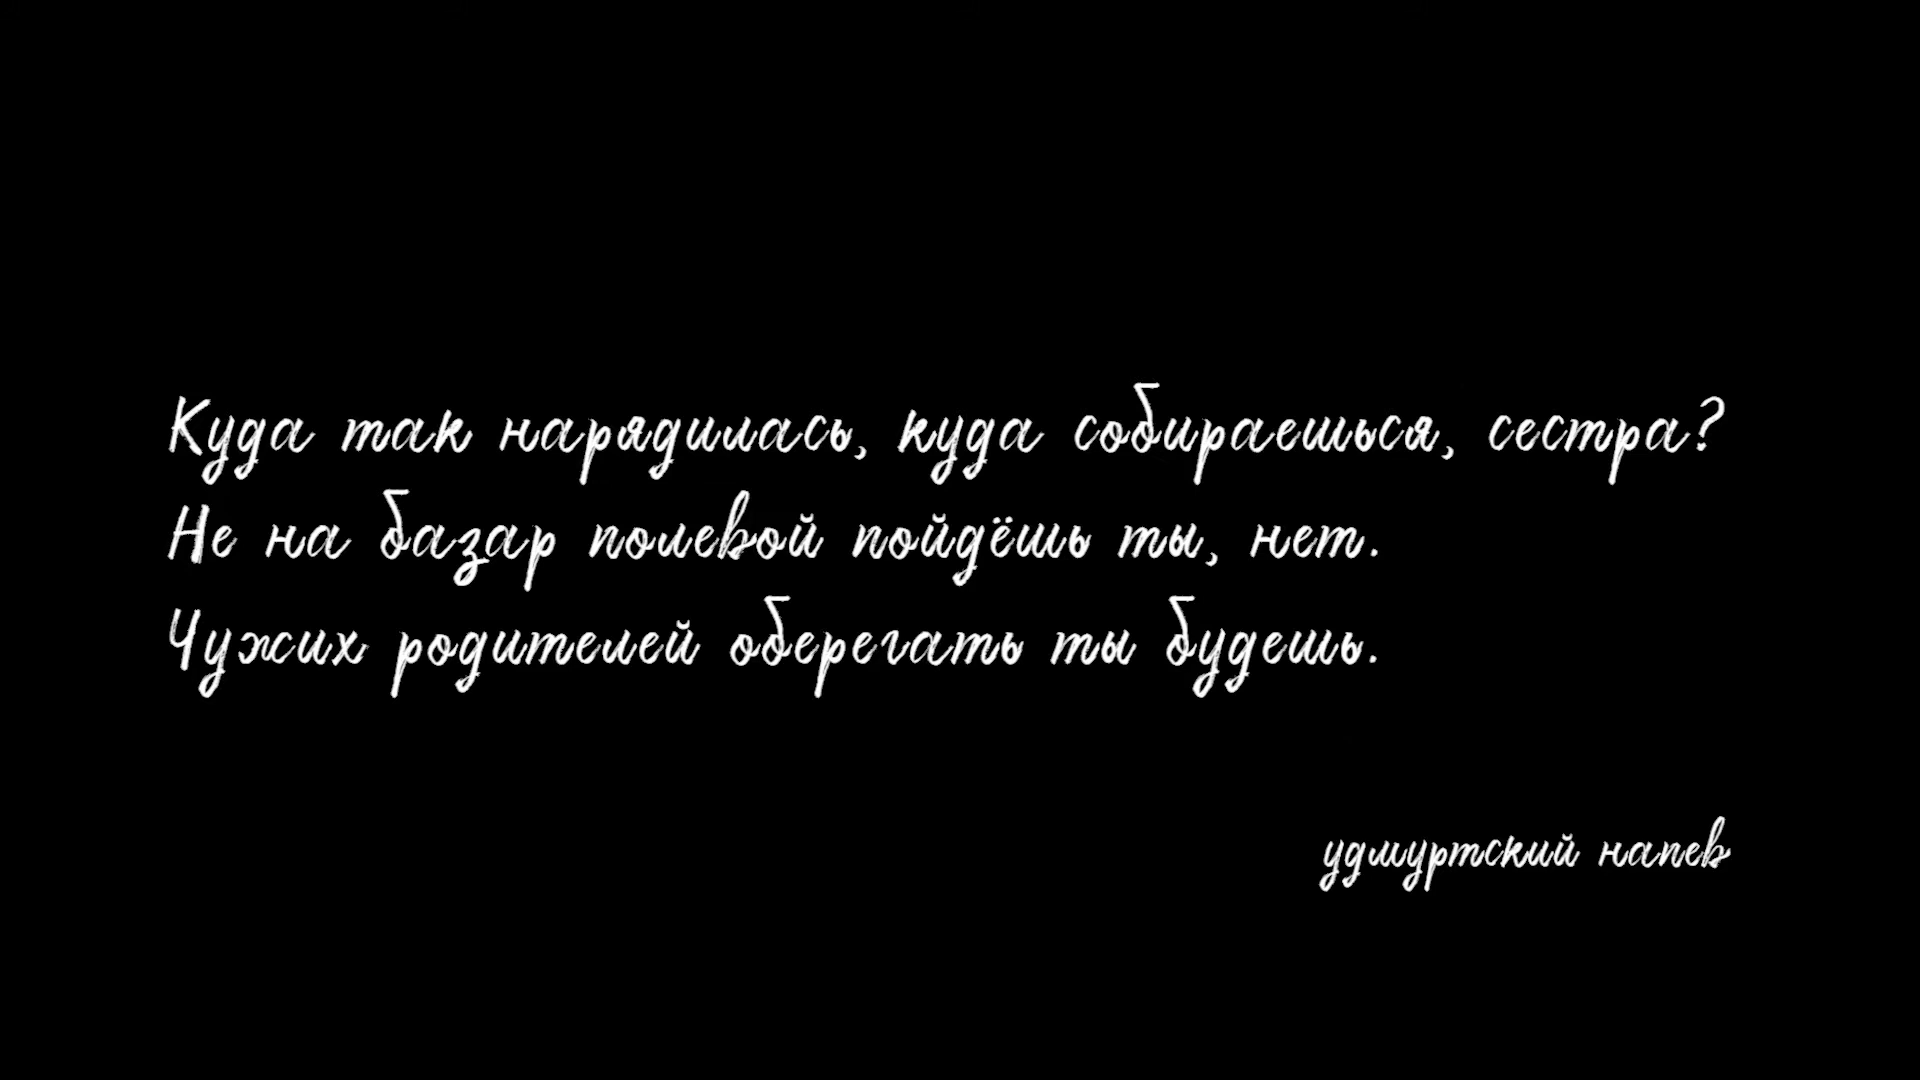 Куда так нарядилась, куда собираешься, сестра?
Не на базар полевой пойдёшь ты, нет.
Чужих родителей оберегать ты будешь.
удмуртский напев